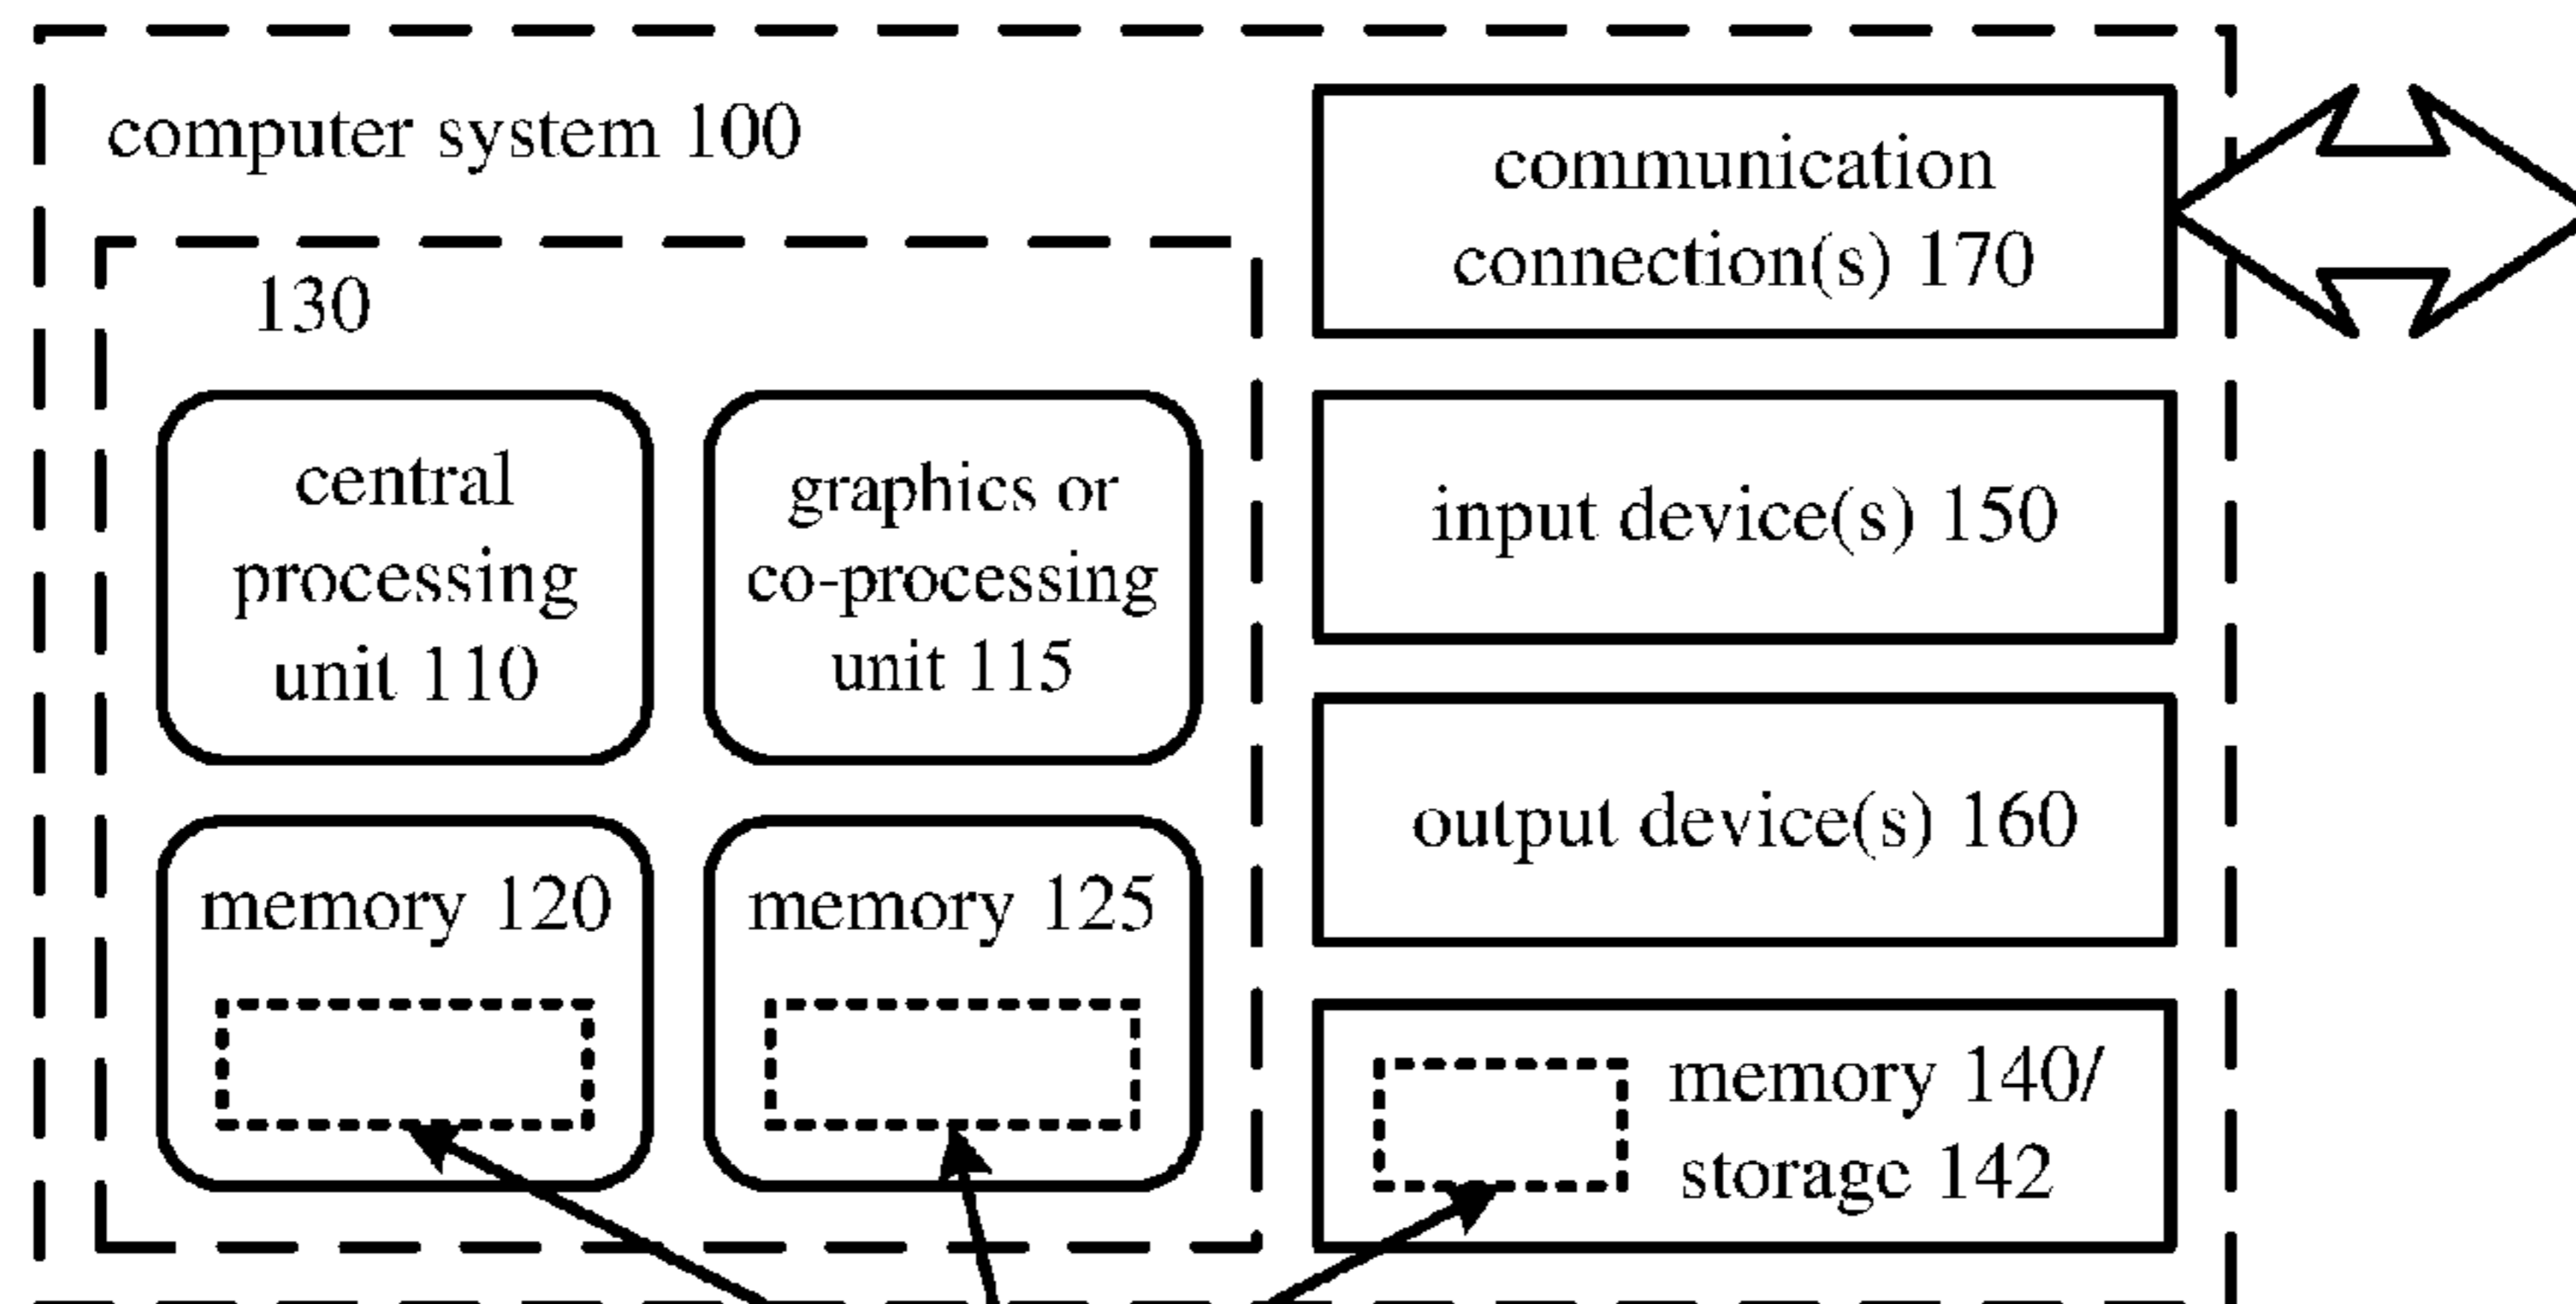 computer system 100
communication
connection(s) 170
130
central
processing
unit 110
graphics or
co-processing
unit 115
input device(s) 150
output device(s) 160
memory 120
memory 125
memory 140/
storage 142